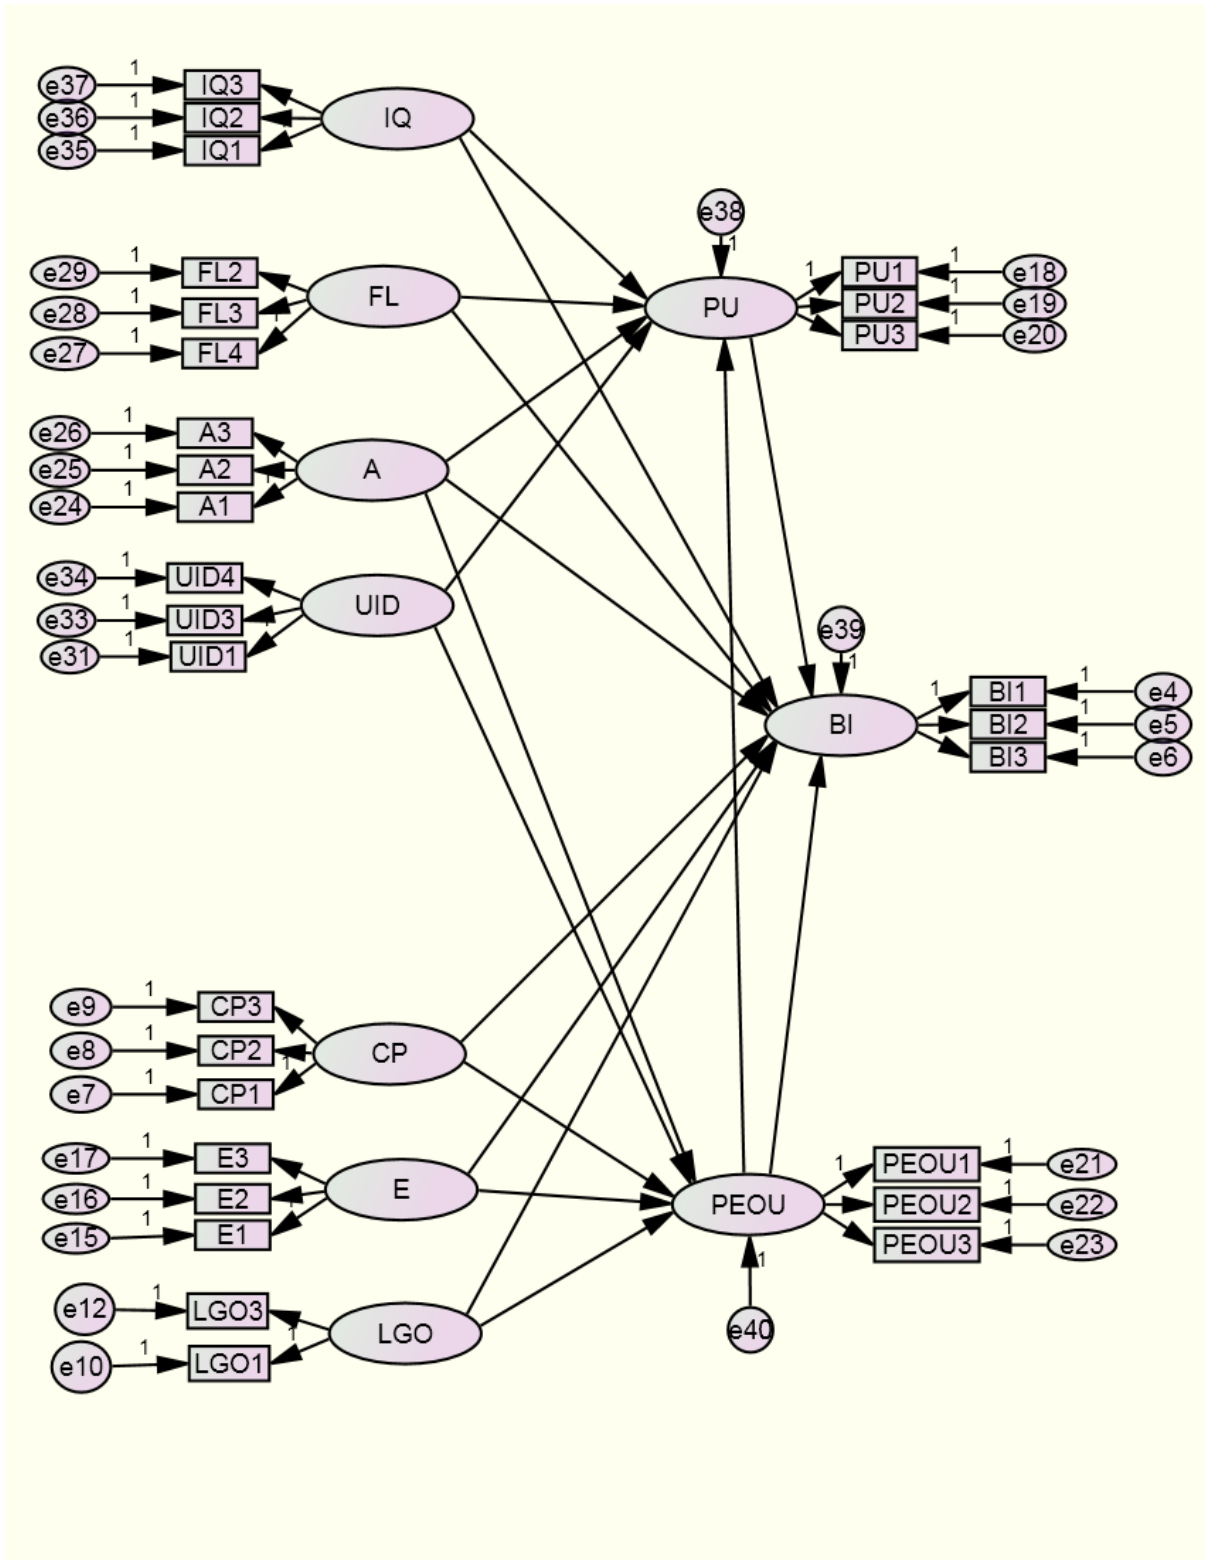 e37 1 IQ3
e36 1 IQ2 IQ
e35 1 IQ1
e38
1
e29 1 FL2
e28 1 FL3 1 FL
e27 1 FL4
PU
1 PU1 1 e18
PU2 1 e19
PU3 1 e20
e26 1 A3
e25 1 A2 A
e24 1 A1 1
e34 1 UID4
e33 1 UID3 1 UID
e31 1 UID1
e39
1
BI
1 BI1 1 e4
BI2 1 e5
BI3 1 e6
e9 1 CP3
e8 1 CP2 CP
e7 1 CP1 1
e17 1 E3
e16 1 E2 1 E
e15 1 E1
PEOU
1 PEOU1 1 e21
PEOU2 1 e22
PEOU3 1 e23
e12 1 LGO3
1 LGO
e10 1 LGO1
1
e40